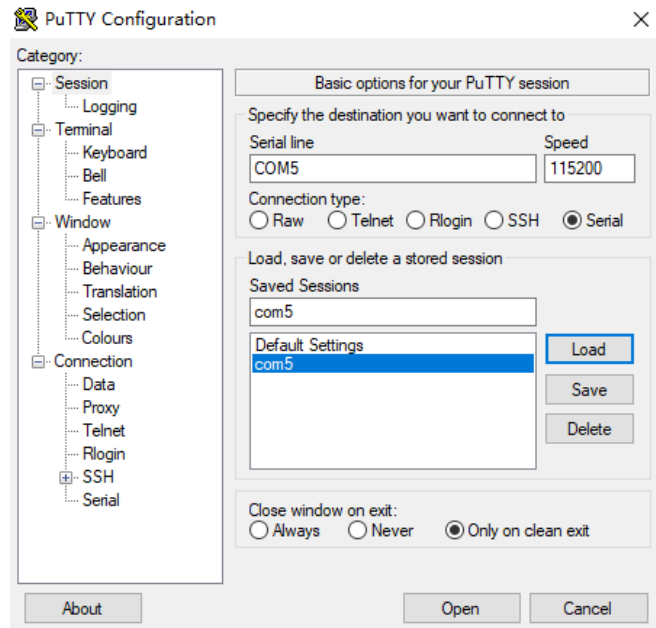 PuTTY Configuration
Category:
Session
Logging
Terminal
Keyboard
Bell
Features
Window
Appearance
Behaviour
Translation
Selection
Colours
Connection
Data
Proxy
Telnet
Rlogin
SSH
Serial
Basic options for your PuTTY session
Specify the destination you want to connect to
Serial line Speed
COM5 115200
Connection type:
Raw Telnet Rlogin SSH Serial
Load, save or delete a stored session
Saved Sessions
com5
Default Settings
com5
Load
Save
Delete
Close window on exit:
Always Never Only on clean exit
About Open Cancel